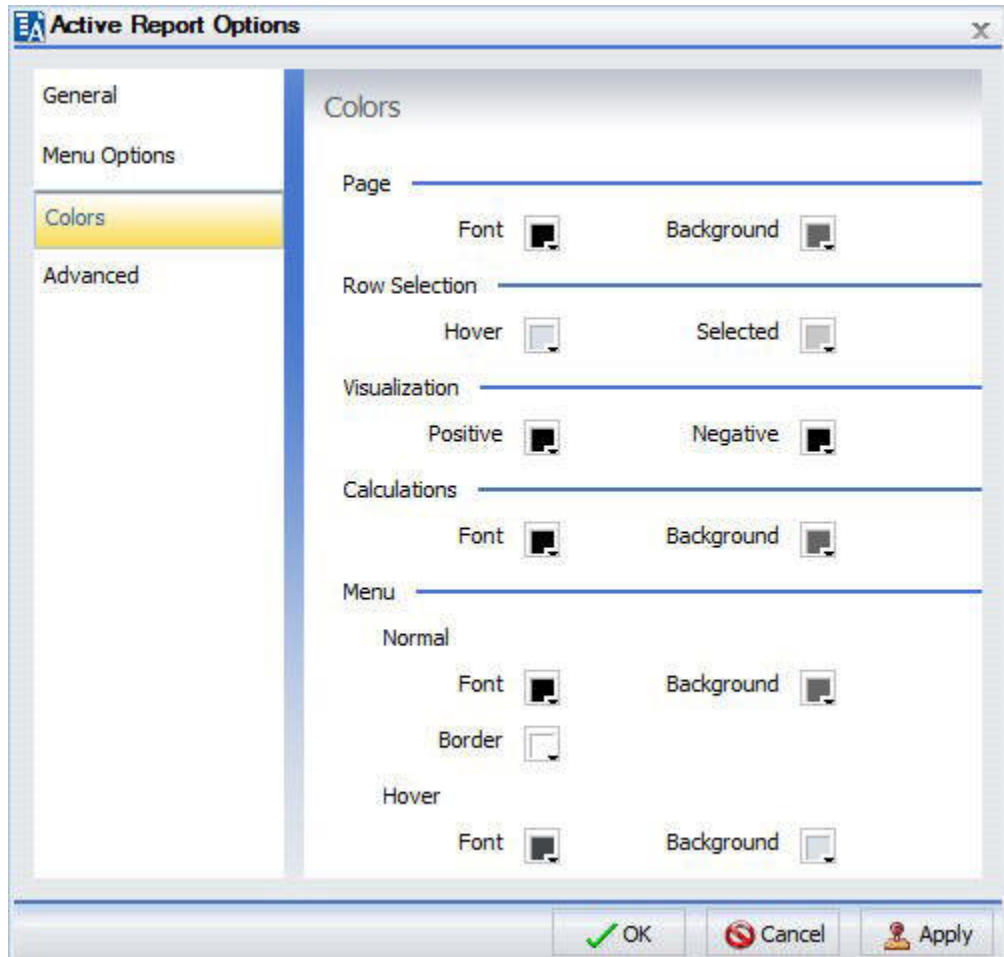 Active Report Options
General
Menu Options
Colors
Advanced
Colors
Page
Font Background
Row Selection
Hover Selected
Visualization
Positive Negative
Calculations
Font Background
Menu
Normal
Font Background
Border
Hover
Font Background
OK Cancel Apply